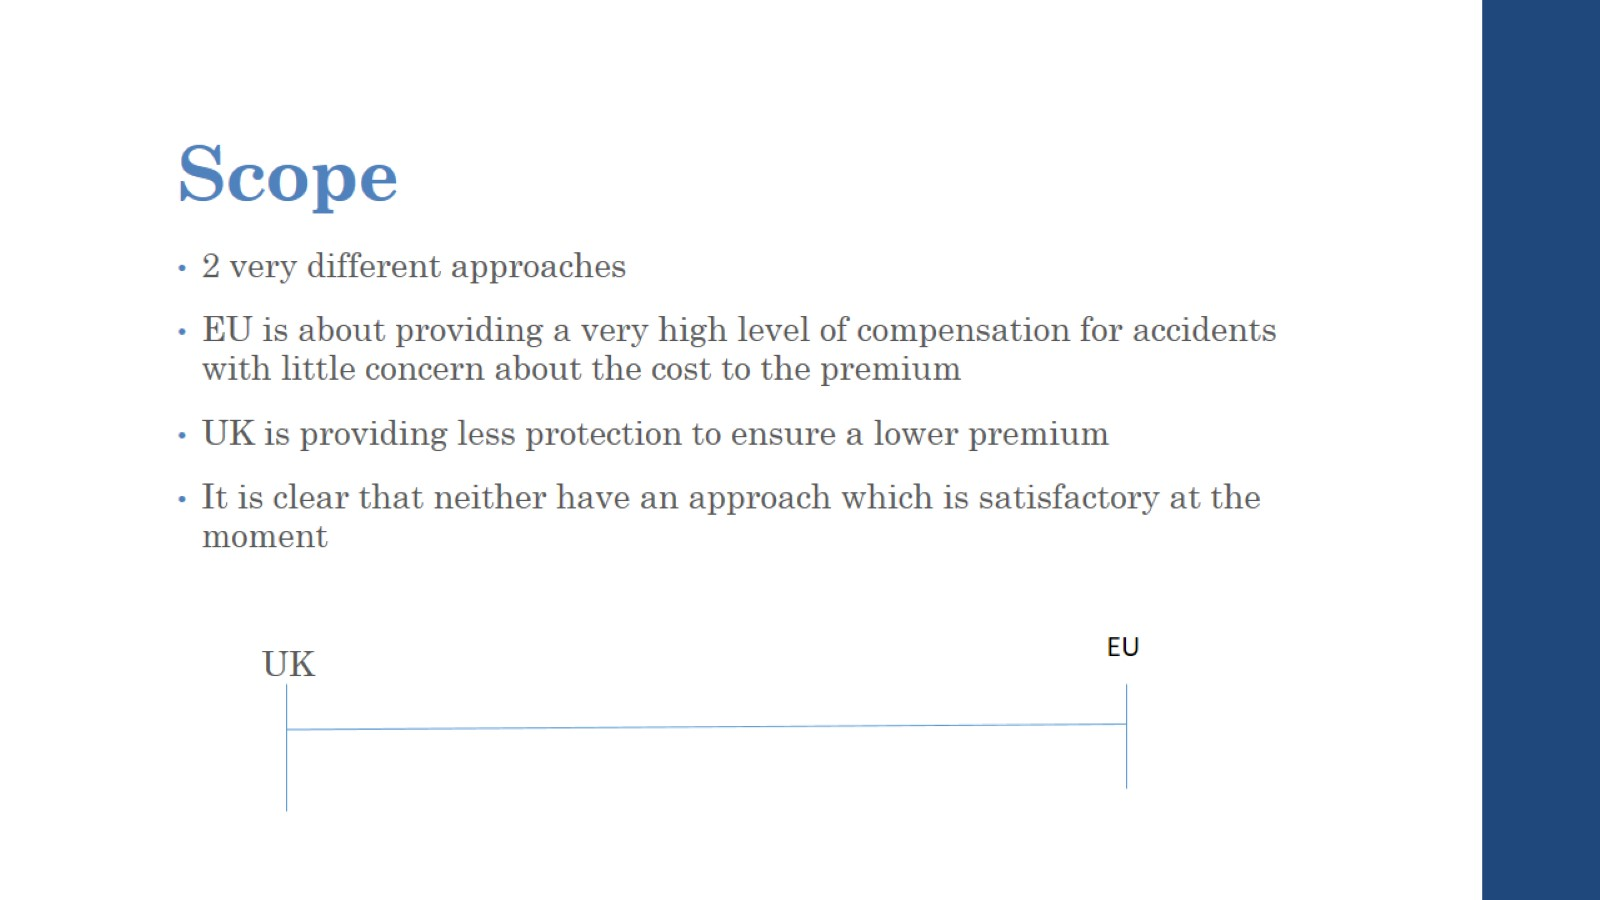 Scope
• 2 very different approaches
• EU is about providing a very high level of compensation for accidents
with little concern about the cost to the premium
• UK is providing less protection to ensure a lower premium
• It is clear that neither have an approach which is satisfactory at the
moment
UK
EU